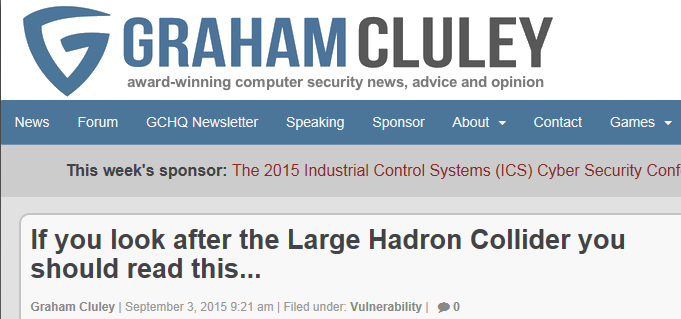 GRAHAM CLULEY
award-winning computer security news, advice and opinion
News Forum GCHQ Newsletter Speaking Sponsor About Contact Games
This week's sponsor: The 2015 Industrial Control Systems (ICS) Cyber Security Conf
If you look after the Large Hadron Collider you
should read this...
Graham Cluley | September 3, 2015 9:21 am | Filed under: Vulnerability | 0